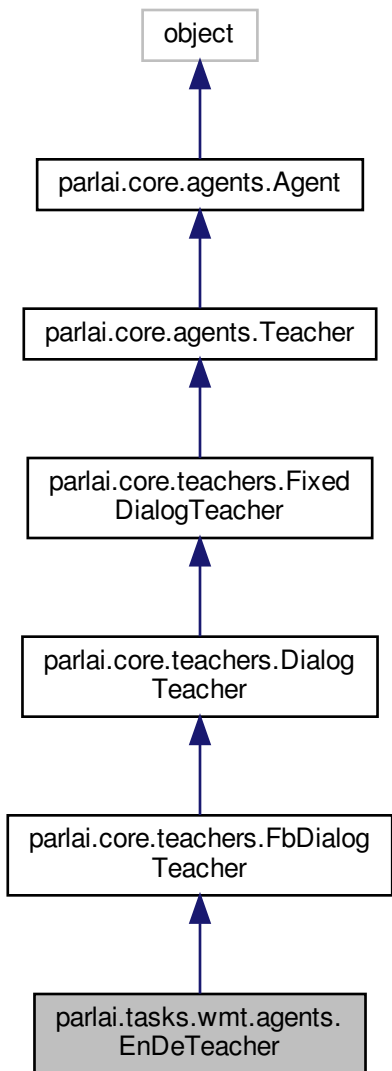 object
parlai.core.agents.Agent
parlai.core.agents.Teacher
parlai.core.teachers.Fixed
DialogTeacher
parlai.core.teachers.Dialog
Teacher
parlai.core.teachers.FbDialog
Teacher
parlai.tasks.wmt.agents.
EnDeTeacher